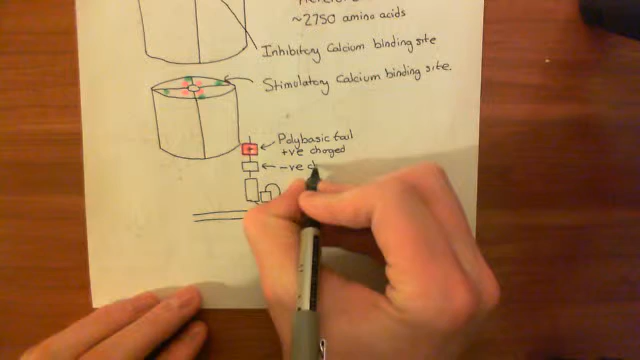 ~2750 amino acids
Inhibitory Calcium binding site
Stimulatory Calcium binding site.
Polybasic tail
+ve charged
-ve c